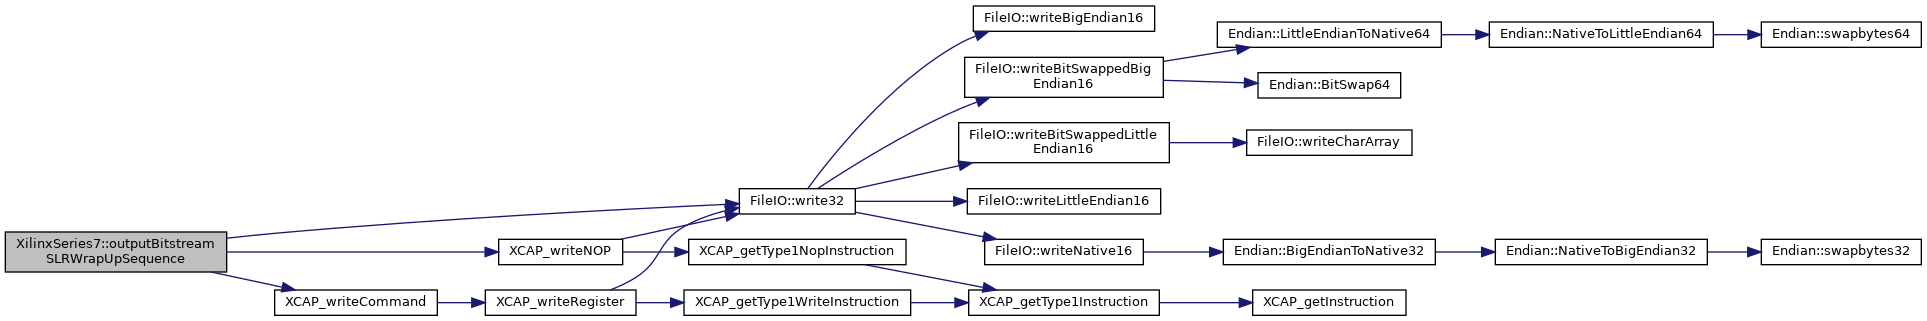 FileIO::writeBigEndian16
Endian::LittleEndianToNative64
Endian::NativeToLittleEndian64
Endian::swapbytes64
FileIO::writeBitSwappedBig
Endian16
Endian::BitSwap64
FileIO::writeBitSwappedLittle
Endian16
FileIO::writeCharArray
FileIO::write32
FileIO::writeLittleEndian16
XilinxSeries7::outputBitstream
SLRWrapUpSequence
XCAP_writeNOP
XCAP_getType1NopInstruction
FileIO::writeNative16
Endian::BigEndianToNative32
Endian::NativeToBigEndian32
Endian::swapbytes32
XCAP_writeCommand
XCAP_writeRegister
XCAP_getType1WriteInstruction
XCAP_getType1Instruction
XCAP_getInstruction